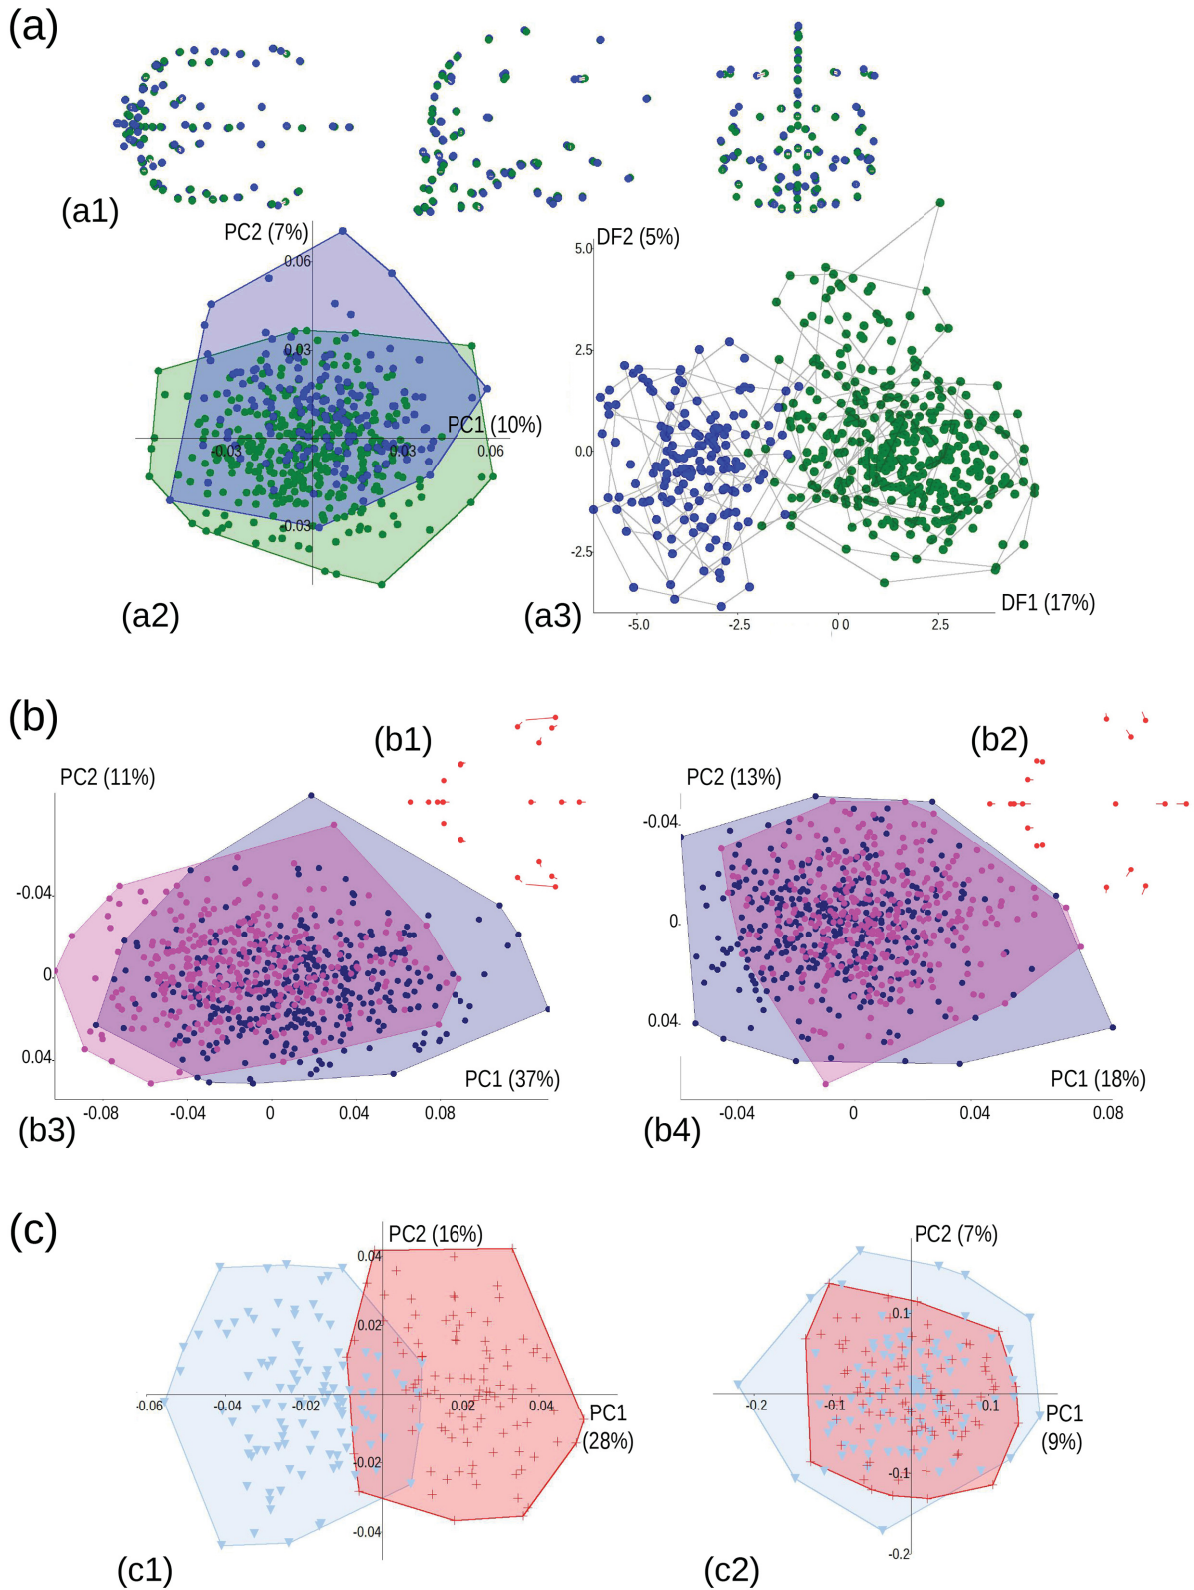 (a)
(a1)
PC2 (7%)
0.06
0.03
PC1 (10%)
-0.03
0.03
0.06
-0.03
(a2)
DF2 (5%)
5.0
2.5
0.0
-2.5
DF1 (17%)
-5.0
-2.5
0 0
2.5
(a3)
(b)
(b1)
PC2 (11%)
-0.04
0.
0.04
PC1 (37%)
-0.08
-0.04
0
0.04
0.08
(b3)
(b2)
PC2 (13%)
-0.04
0.
0.04
PC1 (18%)
-0.04
0
0.04
0.08
(b4)
(c)
PC2 (16%)
0.04
0.02
-0.06
-0.04
-0.02
0.02
0.04
PC1
(28%)
-0.02
-0.04
(c1)
PC2 (7%)
0.1
-0.2
-0.1
0.1
PC1
(9%)
-0.1
-0.2
(c2)